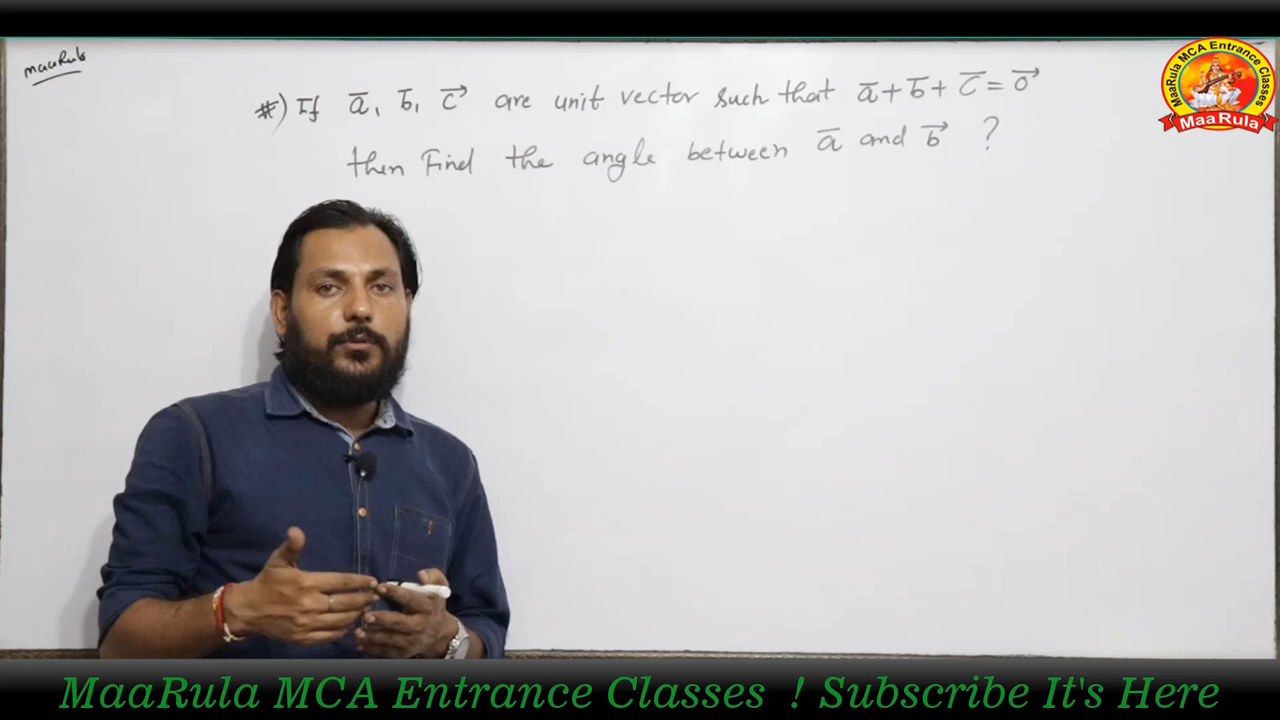 maaRula
#) If a̅, b̅, c⃗ are unit vector such that a̅ + b̅ + c̅ = 0⃗
then Find the angle between a̅ and b⃗ ?
MaaRula MCA Entrance Classes
MaaRula
MaaRula MCA Entrance Classes ! Subscribe It's Here